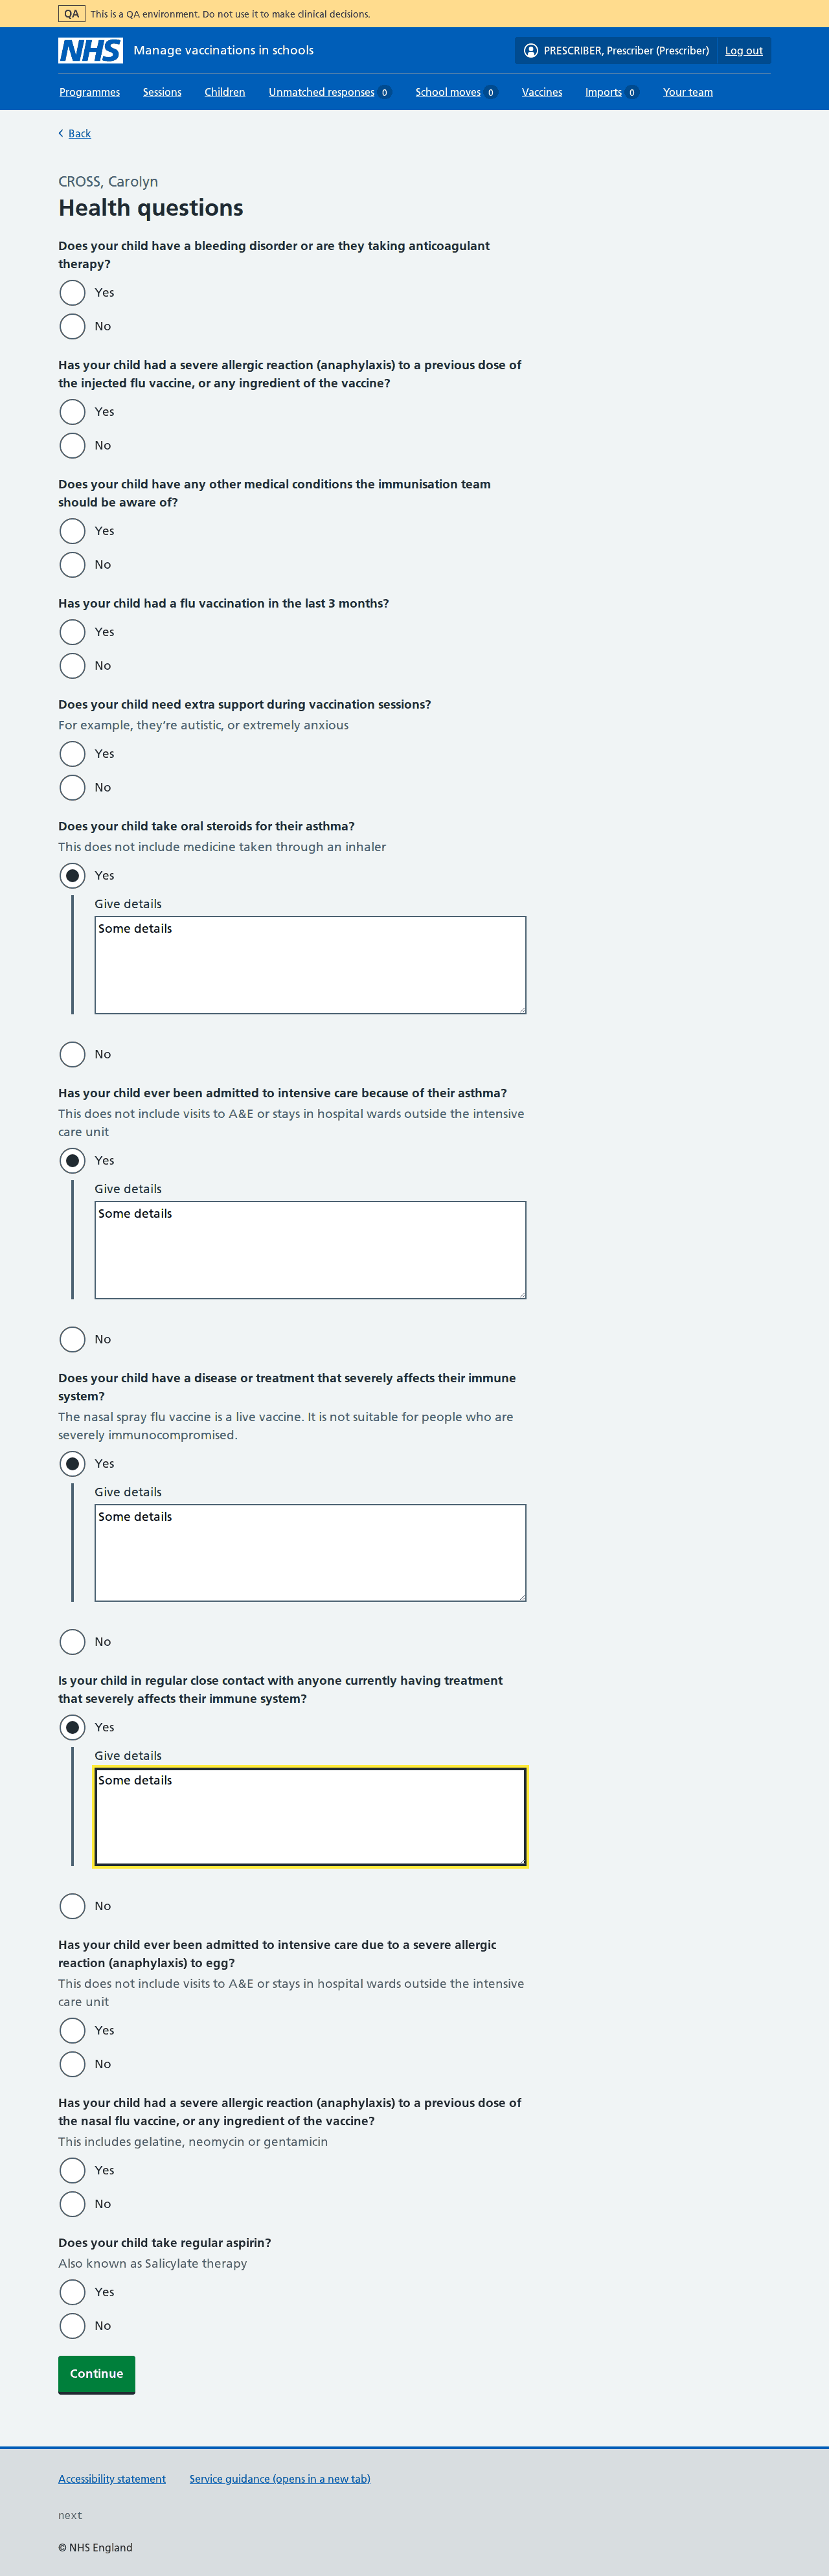 QA This is a QA environment. Do not use it to make clinical decisions.
NHS Manage vaccinations in schools PRESCRIBER, Prescriber (Prescriber) Log out
Programmes Sessions Children Unmatched responses 0 School moves 0 Vaccines Imports 0 Your team
Back
CROSS, Carolyn
Health questions
Does your child have a bleeding disorder or are they taking anticoagulant
therapy?
Yes
No
Has your child had a severe allergic reaction (anaphylaxis) to a previous dose of
the injected flu vaccine, or any ingredient of the vaccine?
Yes
No
Does your child have any other medical conditions the immunisation team
should be aware of?
Yes
No
Has your child had a flu vaccination in the last 3 months?
Yes
No
Does your child need extra support during vaccination sessions?
For example, they’re autistic, or extremely anxious
Yes
No
Does your child take oral steroids for their asthma?
This does not include medicine taken through an inhaler
Yes
Give details
Some details
No
Has your child ever been admitted to intensive care because of their asthma?
This does not include visits to A&E or stays in hospital wards outside the intensive
care unit
Yes
Give details
Some details
No
Does your child have a disease or treatment that severely affects their immune
system?
The nasal spray flu vaccine is a live vaccine. It is not suitable for people who are
severely immunocompromised.
Yes
Give details
Some details
No
Is your child in regular close contact with anyone currently having treatment
that severely affects their immune system?
Yes
Give details
Some details
No
Has your child ever been admitted to intensive care due to a severe allergic
reaction (anaphylaxis) to egg?
This does not include visits to A&E or stays in hospital wards outside the intensive
care unit
Yes
No
Has your child had a severe allergic reaction (anaphylaxis) to a previous dose of
the nasal flu vaccine, or any ingredient of the vaccine?
This includes gelatine, neomycin or gentamicin
Yes
No
Does your child take regular aspirin?
Also known as Salicylate therapy
Yes
No
Continue
Accessibility statement Service guidance (opens in a new tab)
next
© NHS England